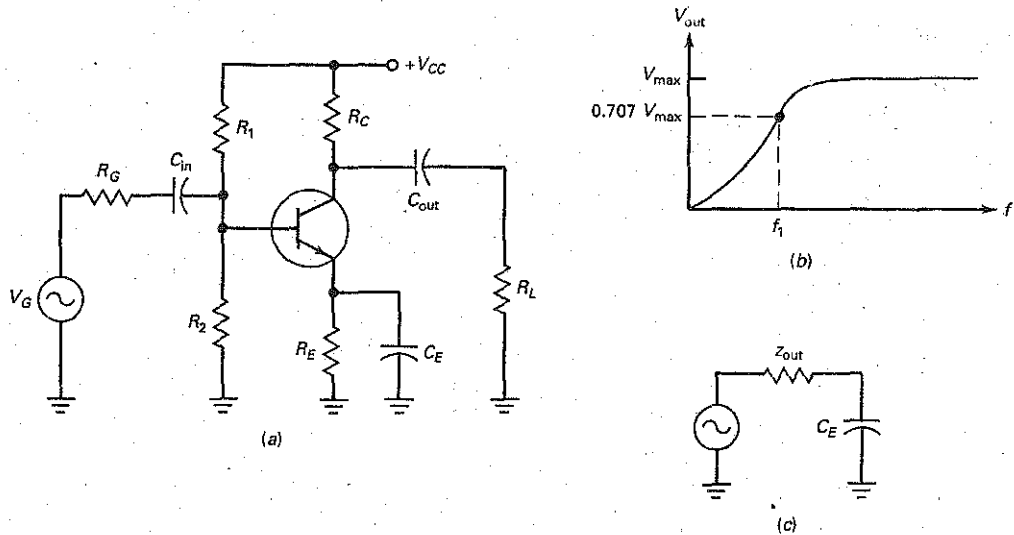 +V_CC
R_1
R_C
R_G
C_in
C_out
V_G
R_2
R_E
C_E
R_L
(a)
V_out
V_max
0.707 V_max
f_1
f
(b)
z_out
C_E
(c)